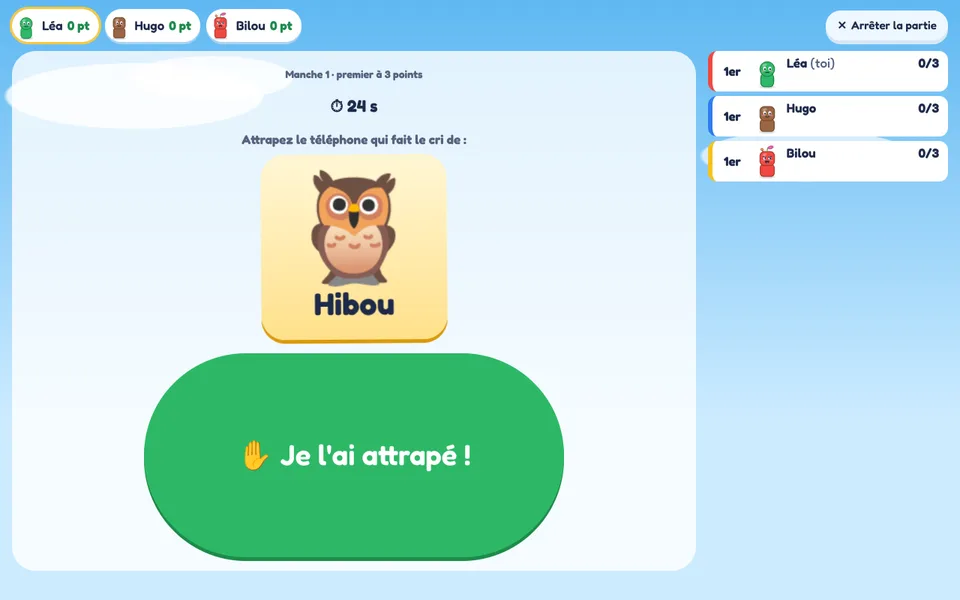 Léa 0 pt
Hugo 0 pt
Bilou 0 pt
✕ Arrêter la partie
Manche 1 · premier à 3 points
⏱ 24 s
Attrapez le téléphone qui fait le cri de :
Hibou
✋ Je l'ai attrapé !
1er Léa (toi) 0/3
1er Hugo 0/3
1er Bilou 0/3